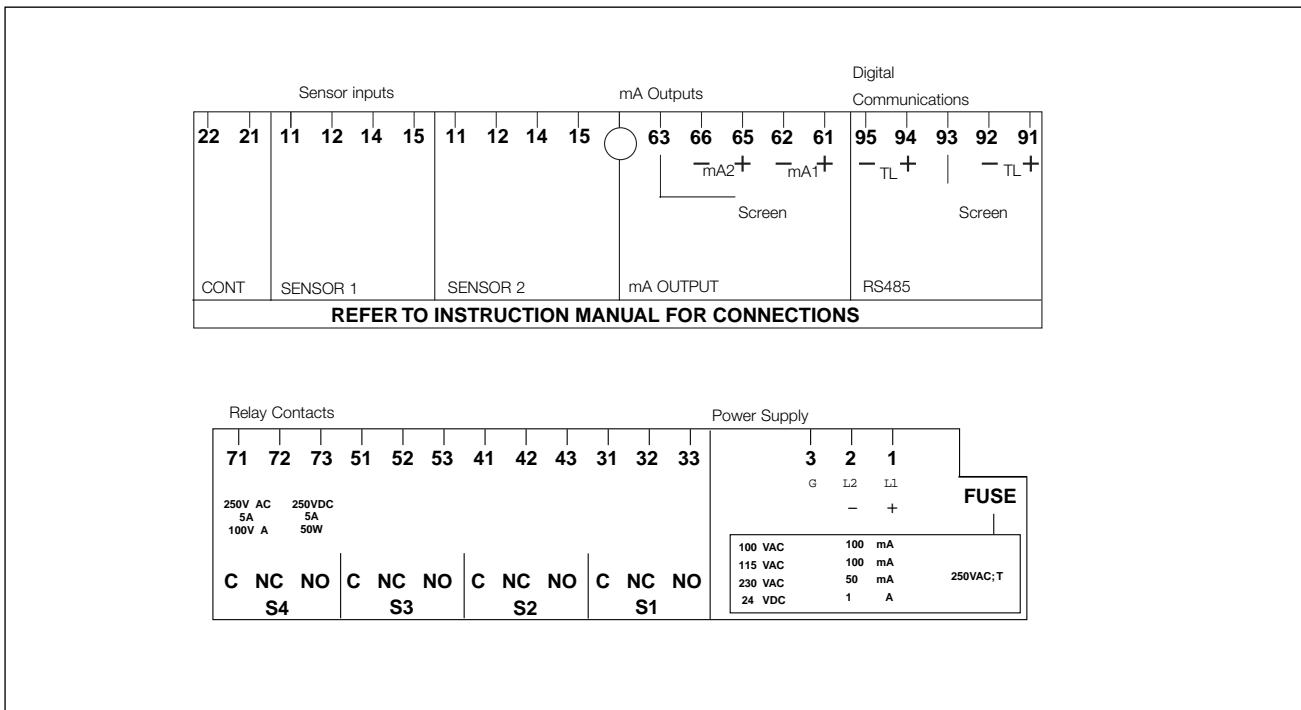 Digital
Sensor inputs mA Outputs Communications
22 21 11 12 14 15 11 12 14 15 63 66 65 62 61 95 94 93 92 91
− mA2 + − mA1 + − TL + − TL +
Screen Screen
CONT SENSOR 1 SENSOR 2 mA OUTPUT RS485
REFER TO INSTRUCTION MANUAL FOR CONNECTIONS
Relay Contacts Power Supply
71 72 73 51 52 53 41 42 43 31 32 33 3 2 1
G L2 L1
− +
FUSE
250V AC 250VDC
5A 5A
100V A 50W
100 VAC 100 mA
115 VAC 100 mA
230 VAC 50 mA
24 VDC 1 A
250VAC;T
C NC NO C NC NO C NC NO C NC NO
S4 S3 S2 S1